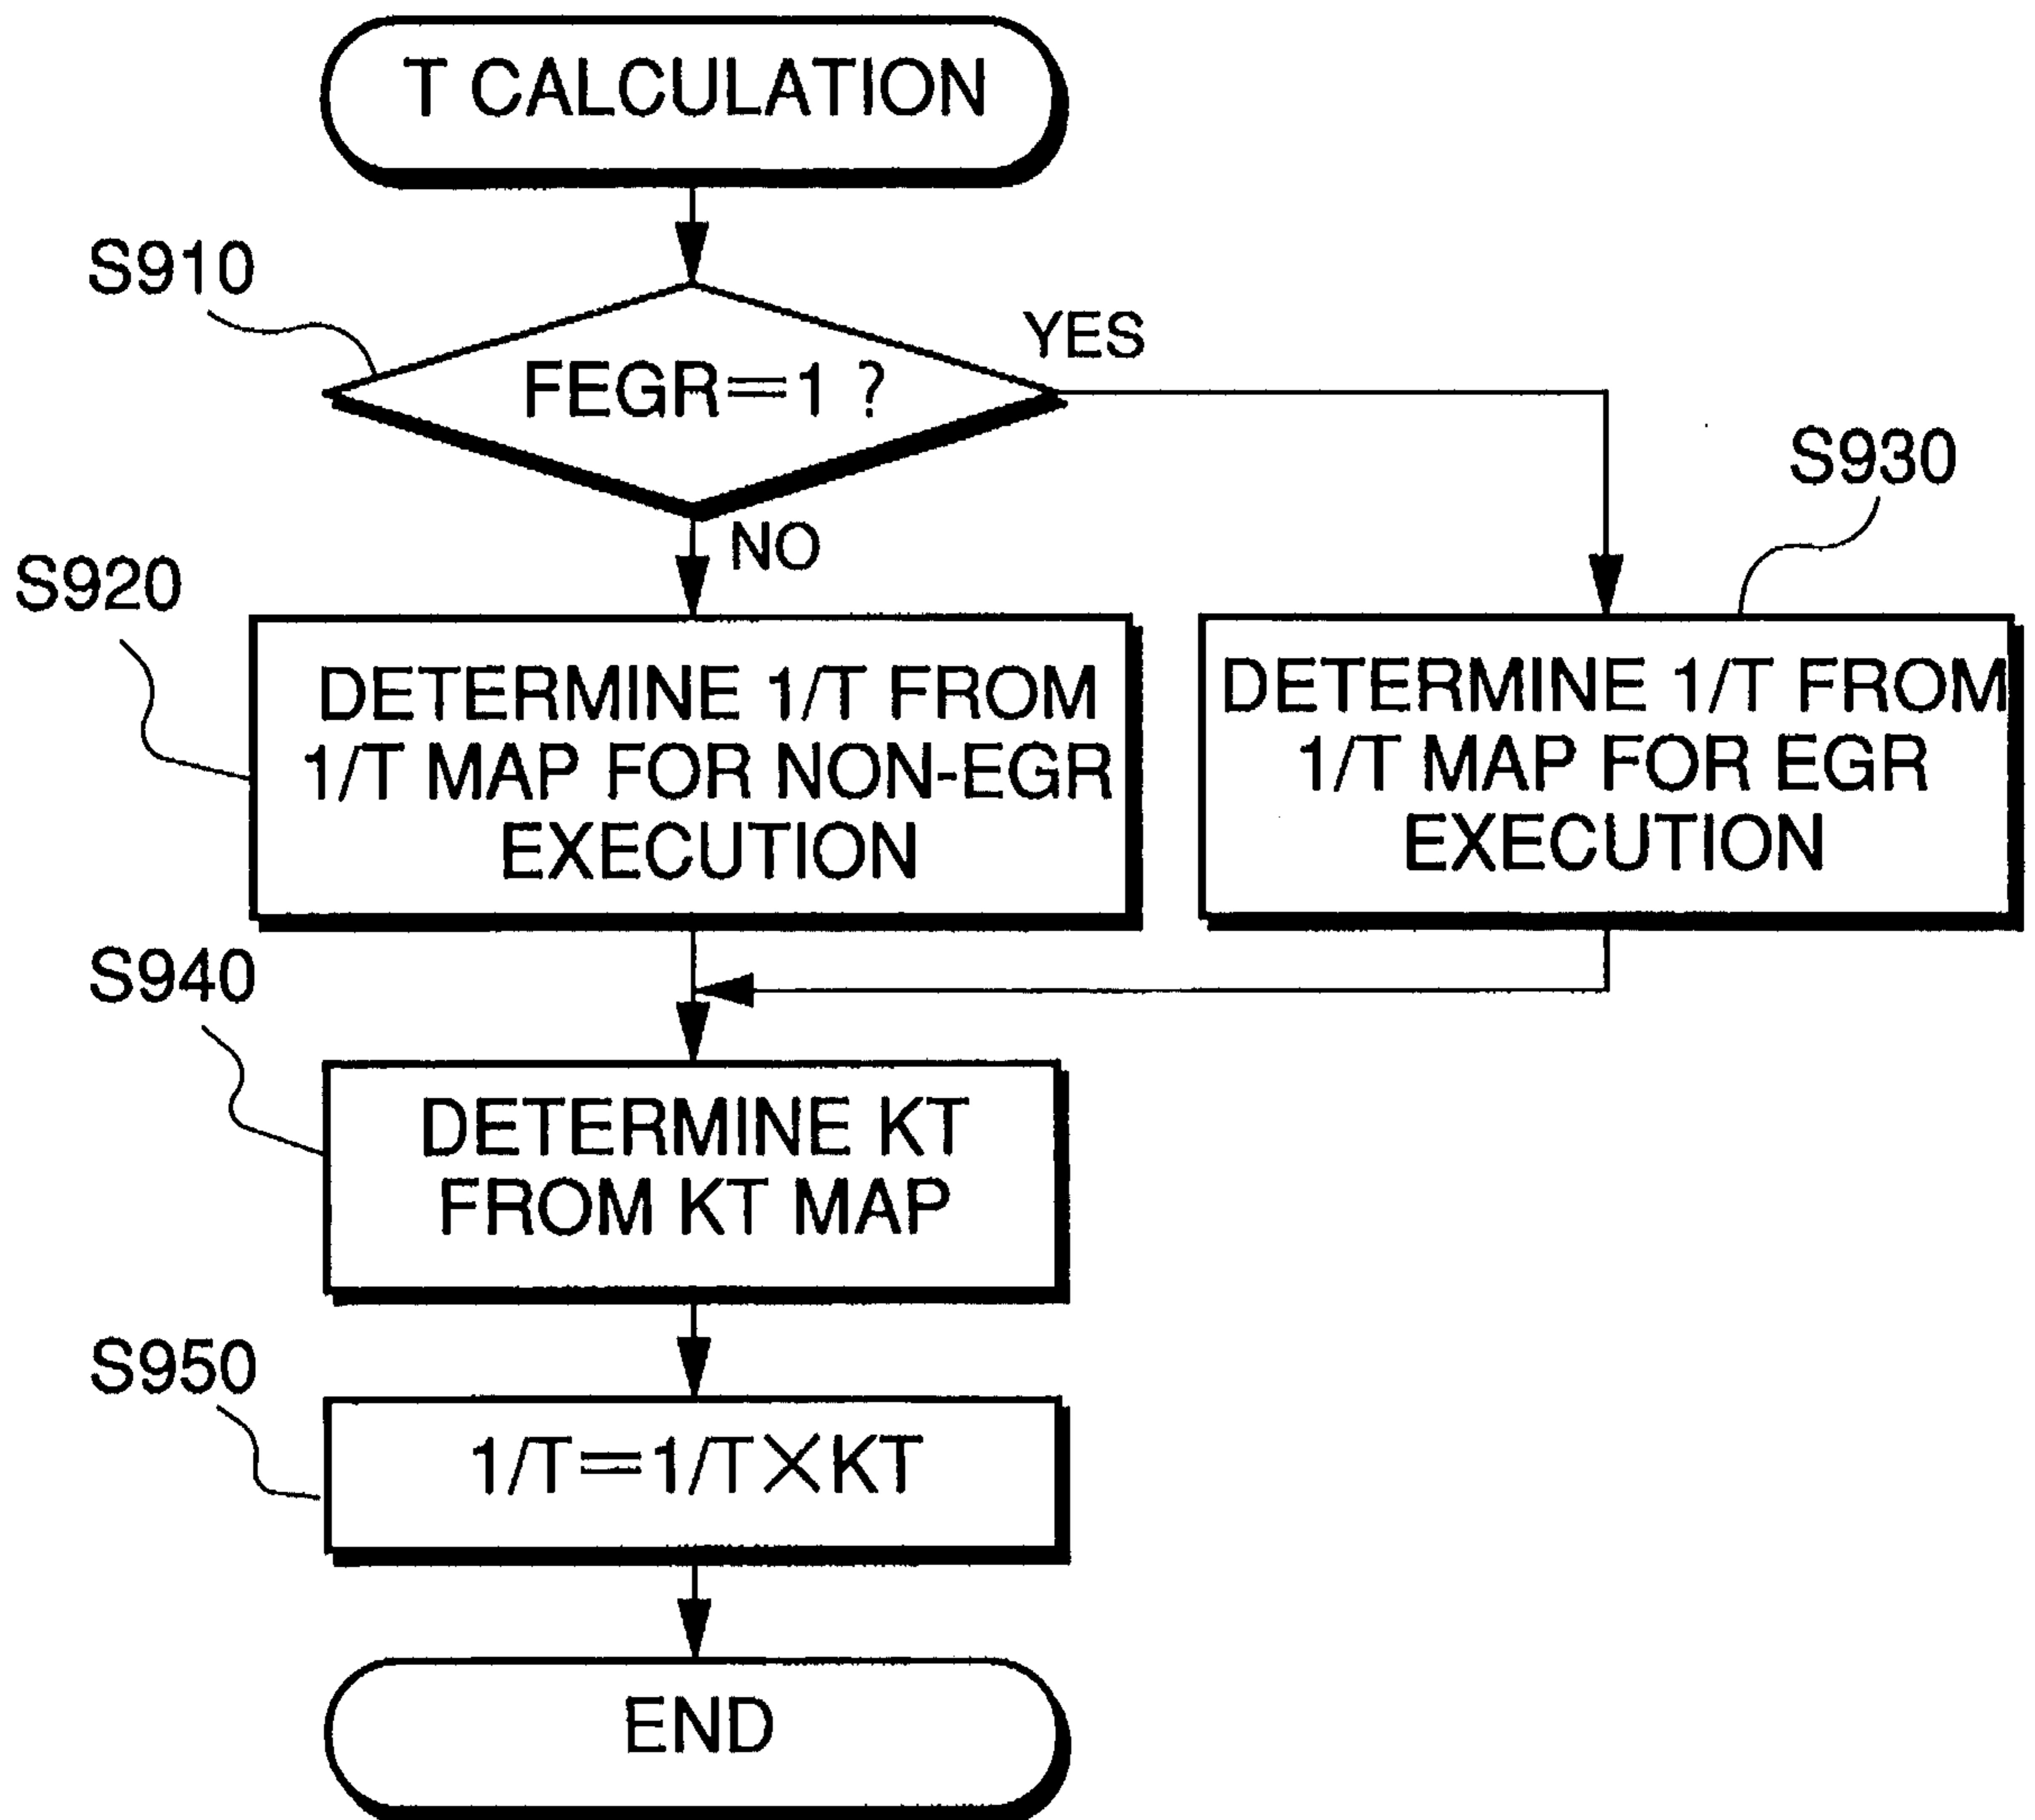 T CALCULATION
S910
FEGR=1 ?
YES
NO
S920
DETERMINE 1/T FROM
1/T MAP FOR NON-EGR
EXECUTION
S930
DETERMINE 1/T FROM
1/T MAP FOR EGR
EXECUTION
S940
DETERMINE KT
FROM KT MAP
S950
1/T=1/T×KT
END